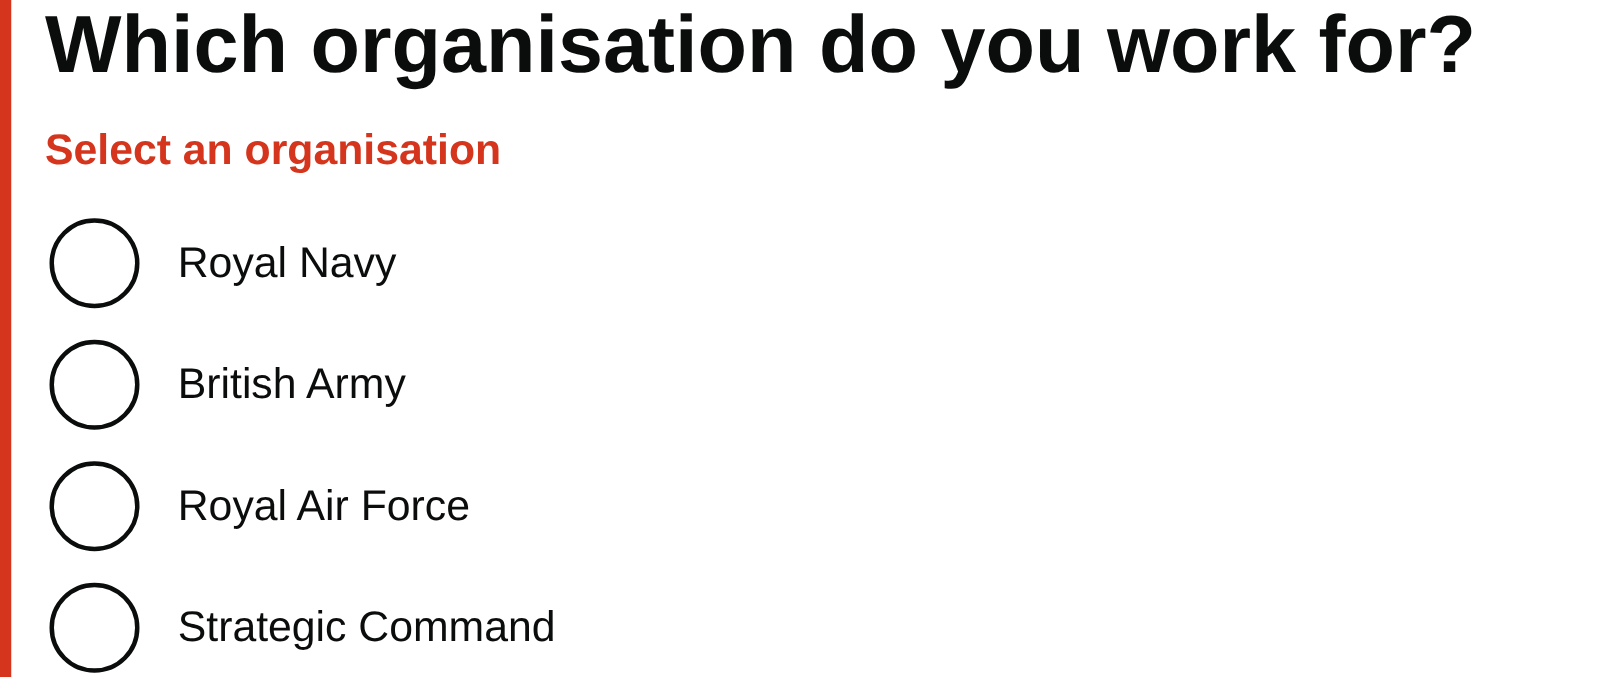 Which organisation do you work for?
Select an organisation
Royal Navy
British Army
Royal Air Force
Strategic Command